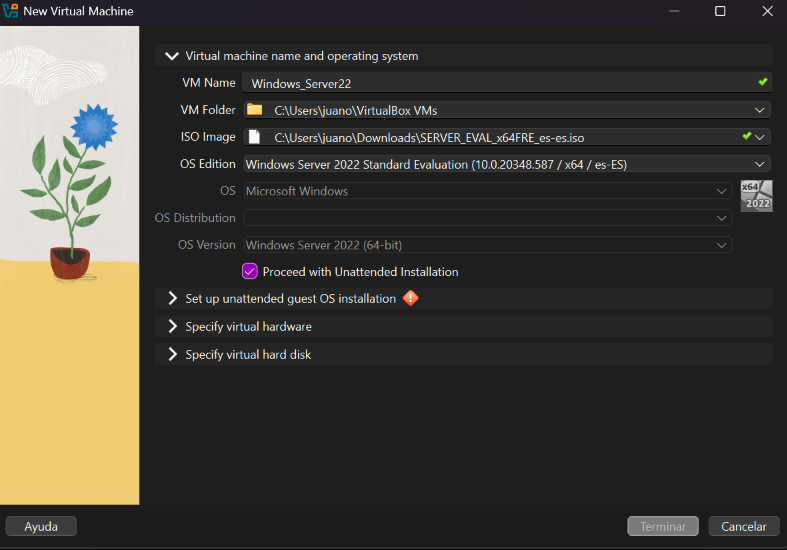 New Virtual Machine
Virtual machine name and operating system
VM Name Windows_Server22
VM Folder C:\Users\juano\VirtualBox VMs
ISO Image C:\Users\juano\Downloads\SERVER_EVAL_x64FRE_es-es.iso
OS Edition Windows Server 2022 Standard Evaluation (10.0.20348.587 / x64 / es-ES)
OS Microsoft Windows
x64
2022
OS Distribution
OS Version Windows Server 2022 (64-bit)
Proceed with Unattended Installation
Set up unattended guest OS installation
Specify virtual hardware
Specify virtual hard disk
Ayuda Terminar Cancelar